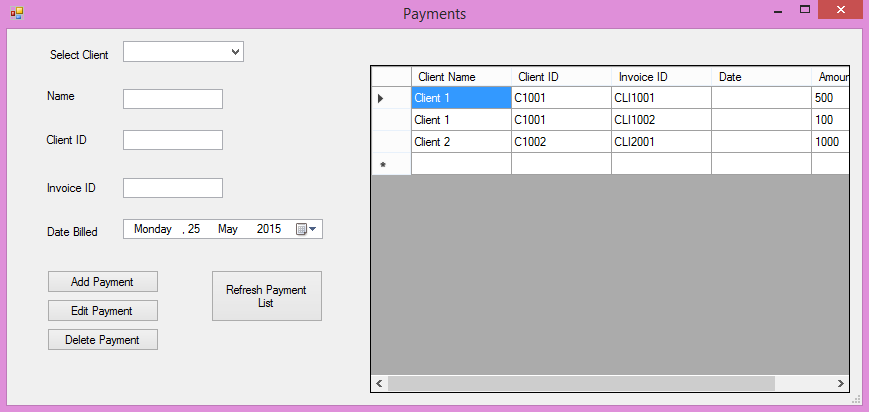 Payments
Select Client
Name
Client ID
Invoice ID
Date Billed Monday , 25 May 2015
Add Payment
Edit Payment
Delete Payment
Refresh Payment
List
Client Name Client ID Invoice ID Date Amoun
Client 1 C1001 CLI1001 500
Client 1 C1001 CLI1002 100
Client 2 C1002 CLI2001 1000